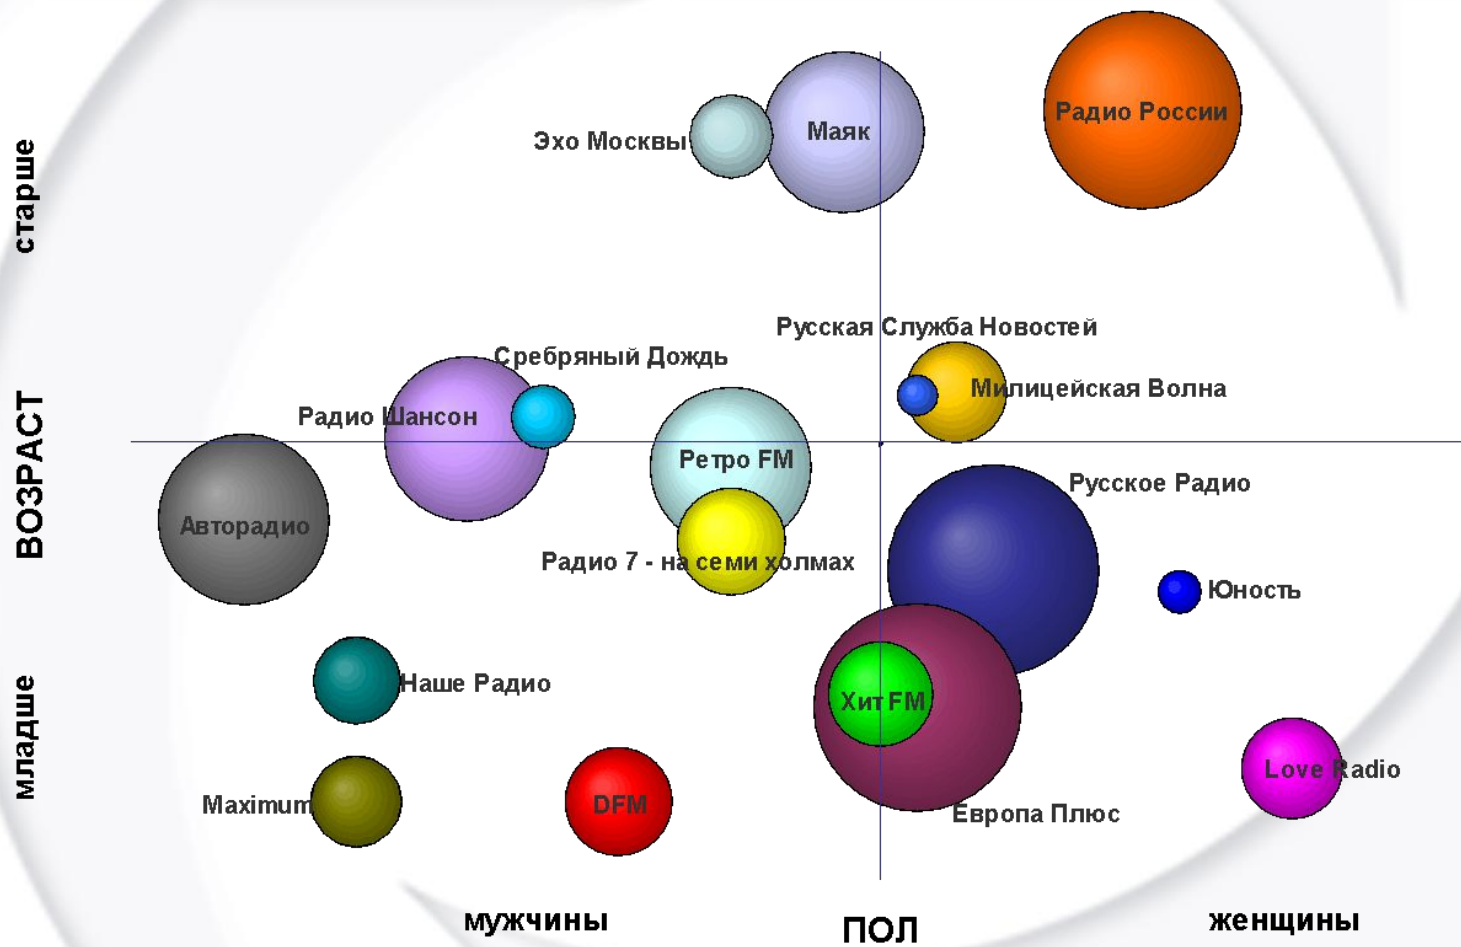 Радио России
Маяк
Эхо Москвы
старше
Русская Служба Новостей
Сребряный Дождь
Милицейская Волна
Радио Шансон
Ретро FM
ВОЗРАСТ
Русское Радио
Авторадио
Радио 7 - на семи холмах
Юность
Наше Радио
Хит FM
младше
Love Radio
Maximum
DFM
Европа Плюс
мужчины
ПОЛ
женщины